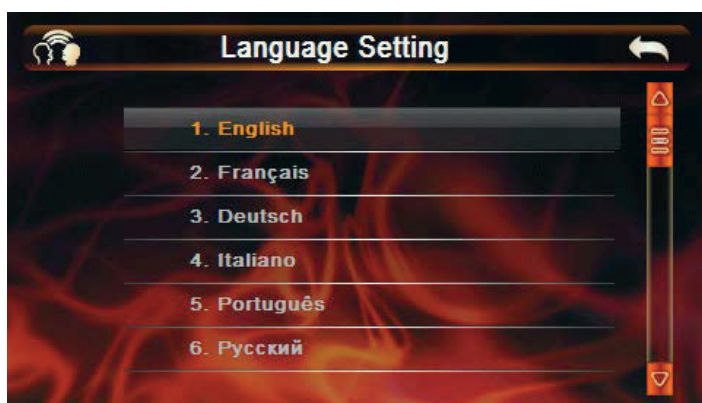 Language Setting
1. English
2. Français
3. Deutsch
4. Italiano
5. Português
6. Русский